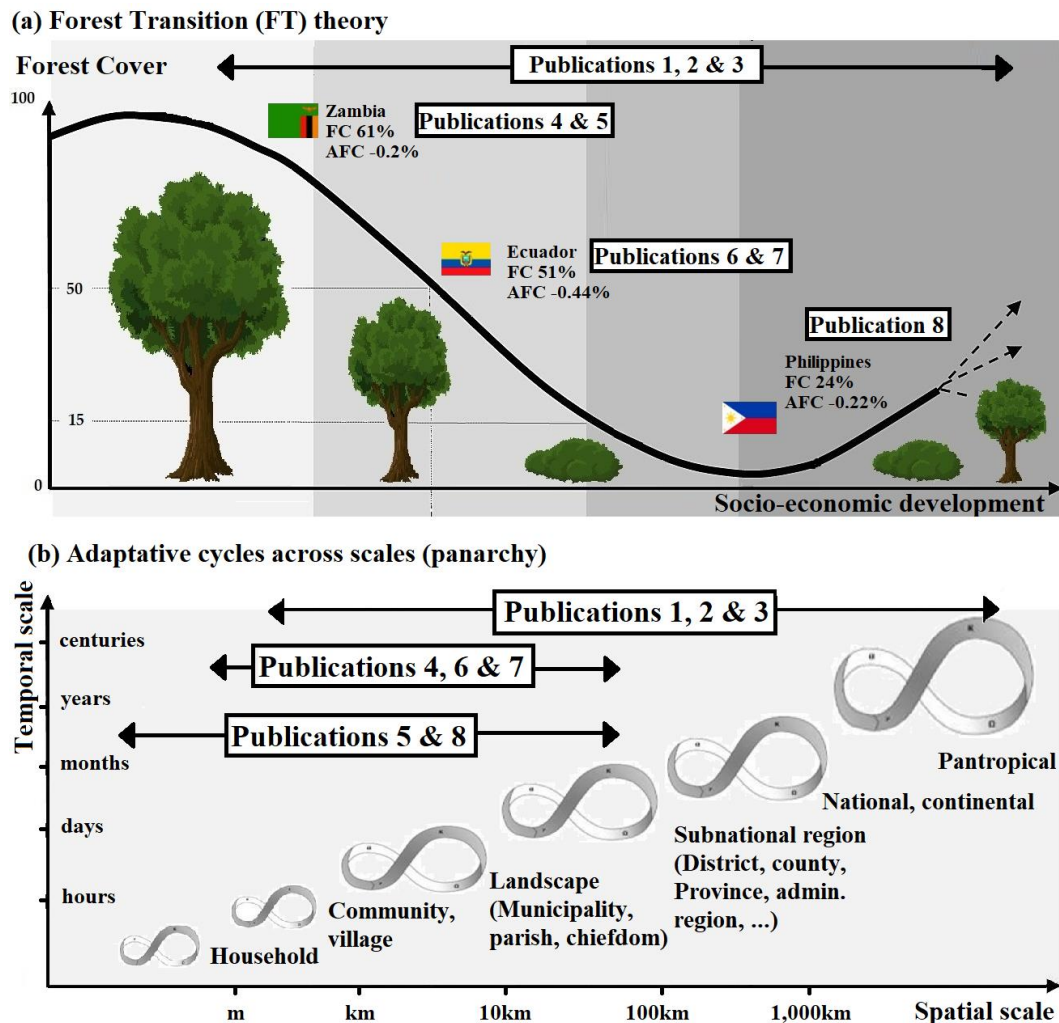 (a) Forest Transition (FT) theory
Forest Cover
Publications 1, 2 & 3
100
Zambia
FC 61%
AFC -0.2%
Publications 4 & 5
Ecuador
FC 51%
AFC -0.44%
Publications 6 & 7
50
Publication 8
Philippines
FC 24%
AFC -0.22%
15
0
Socio-economic development
(b) Adaptative cycles across scales (panarchy)
Temporal scale
Publications 1, 2 & 3
centuries
Publications 4, 6 & 7
years
Publications 5 & 8
months
days
hours
Pantropical
National, continental
Subnational region
(District, county,
Province, admin.
region, ...)
Landscape
(Municipality,
parish, chiefdom)
Community,
village
Household
m
km
10km
100km
1,000km
Spatial scale